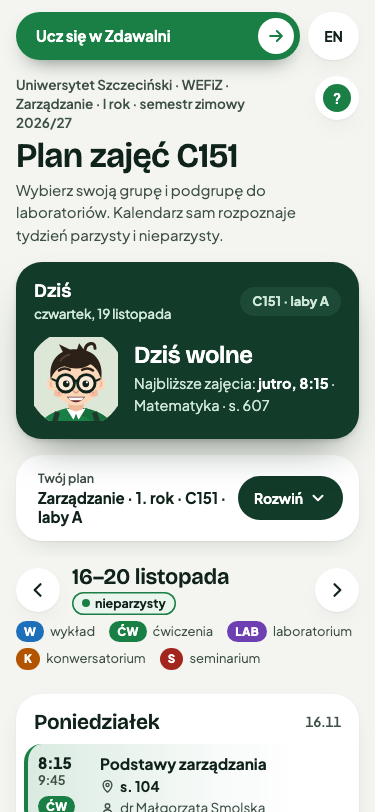 Ucz się w Zdawalni
EN
Uniwersytet Szczeciński · WEFiZ ·
Zarządzanie · I rok · semestr zimowy
2026/27
?
Plan zajęć C151
Wybierz swoją grupę i podgrupę do
laboratoriów. Kalendarz sam rozpoznaje
tydzień parzysty i nieparzysty.
Dziś
czwartek, 19 listopada
C151 · laby A
Dziś wolne
Najbliższe zajęcia: jutro, 8:15 ·
Matematyka · s. 607
Twój plan
Zarządzanie · 1. rok · C151 ·
laby A
Rozwiń
16–20 listopada
nieparzysty
W wykład ĆW ćwiczenia LAB laboratorium
K konwersatorium S seminarium
Poniedziałek
16.11
8:15
9:45
ĆW
Podstawy zarządzania
s. 104
dr Małgorzata Smolska